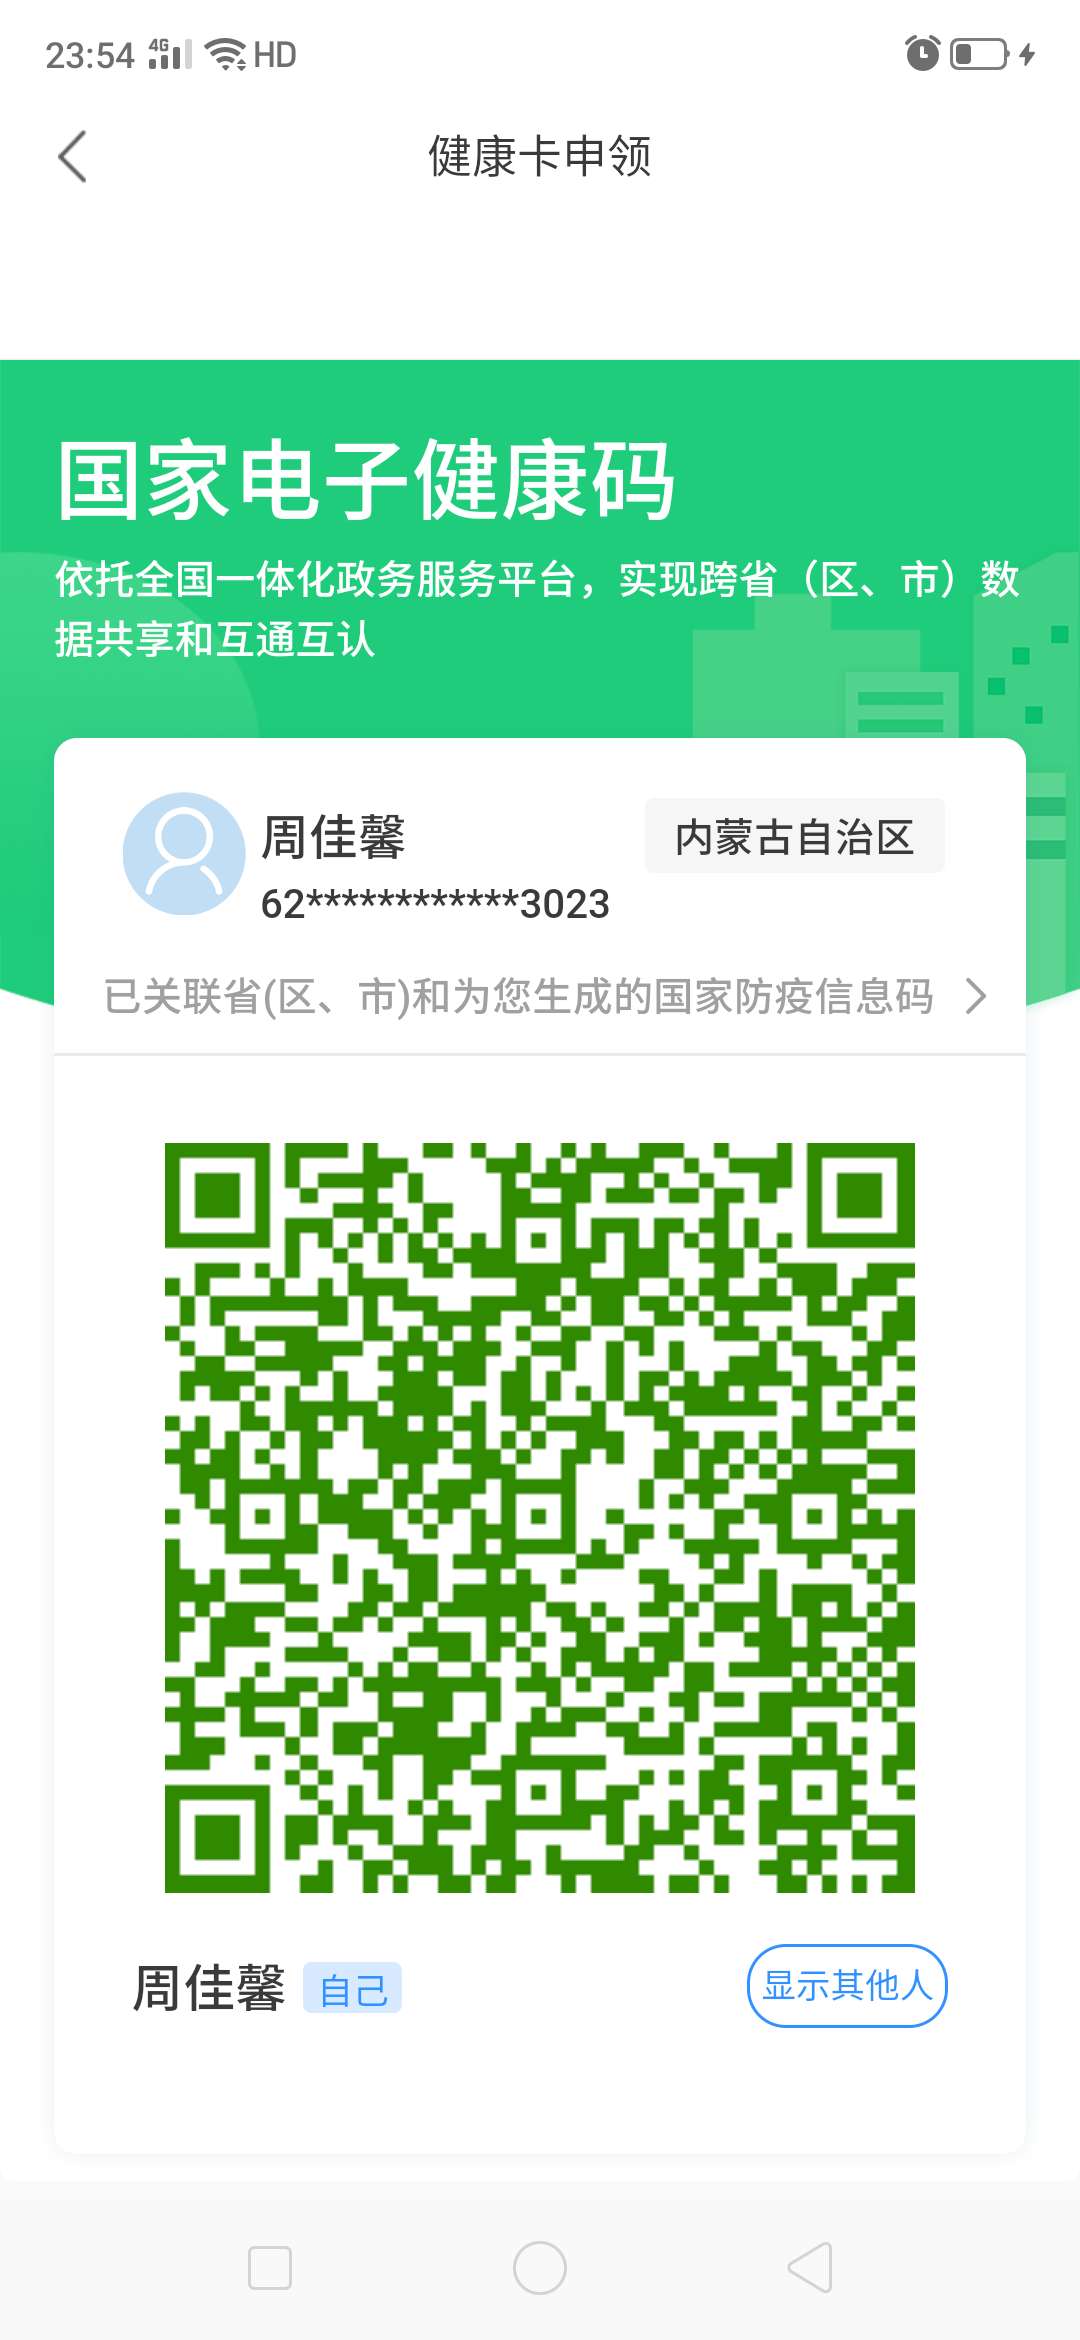 23:54 4G HD
健康卡申领
国家电子健康码
依托全国一体化政务服务平台，实现跨省（区、市）数
据共享和互通互认
周佳馨 内蒙古自治区
62************3023
已关联省(区、市)和为您生成的国家防疫信息码
周佳馨 自己 显示其他人